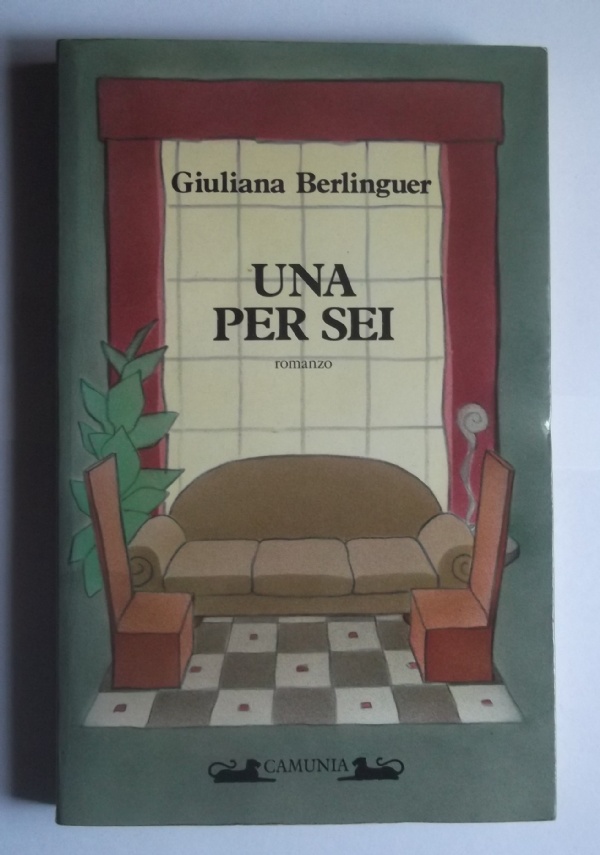 Giuliana Berlinguer
UNA
PER SEI
romanzo
CAMUNIA